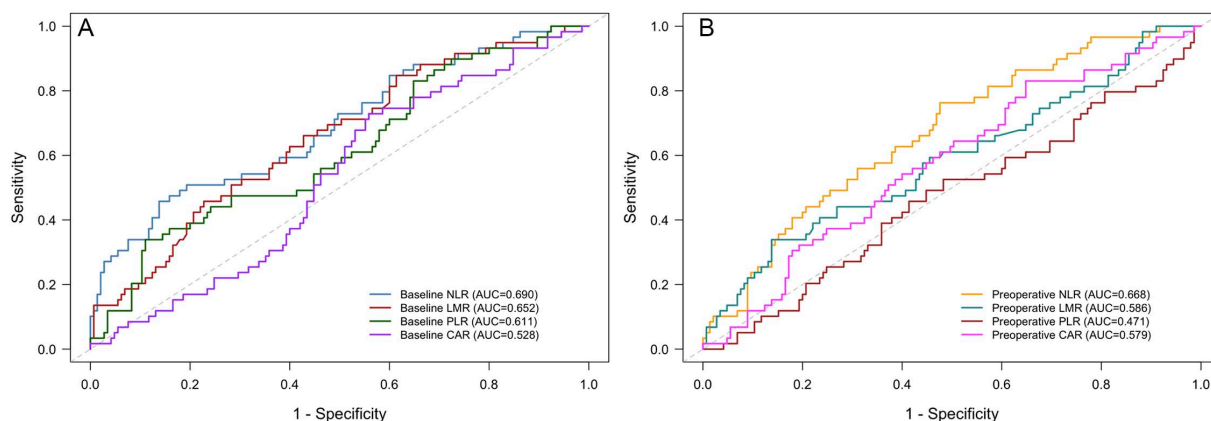 A
Sensitivity
1.0
0.8
0.6
0.4
0.2
0.0
Baseline NLR (AUC=0.690)
Baseline LMR (AUC=0.652)
Baseline PLR (AUC=0.611)
Baseline CAR (AUC=0.528)
0.0 0.2 0.4 0.6 0.8 1.0
1 - Specificity
B
Sensitivity
1.0
0.8
0.6
0.4
0.2
0.0
Preoperative NLR (AUC=0.668)
Preoperative LMR (AUC=0.586)
Preoperative PLR (AUC=0.471)
Preoperative CAR (AUC=0.579)
0.0 0.2 0.4 0.6 0.8 1.0
1 - Specificity